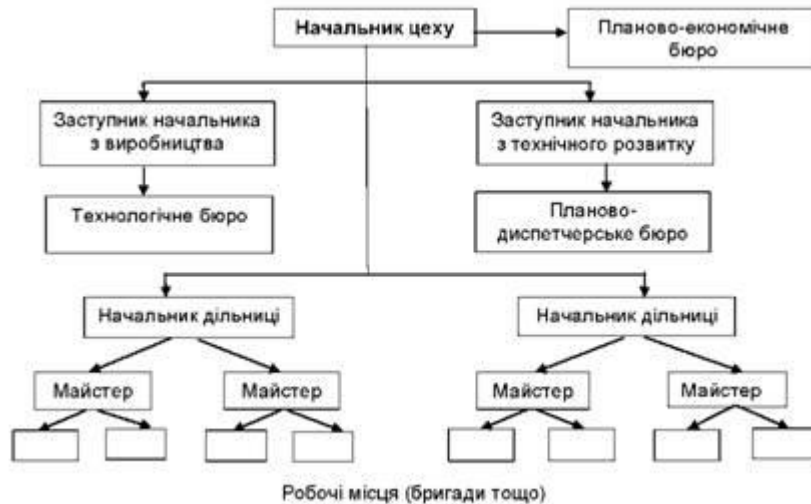 Начальник цеху
Планово-економічне
бюро
Заступник начальника
з виробництва
Заступник начальника
з технічного розвитку
Технологічне бюро
Планово-
диспетчерське бюро
Начальник дільниці
Начальник дільниці
Майстер
Майстер
Майстер
Майстер
Робочі місця (бригади тощо)